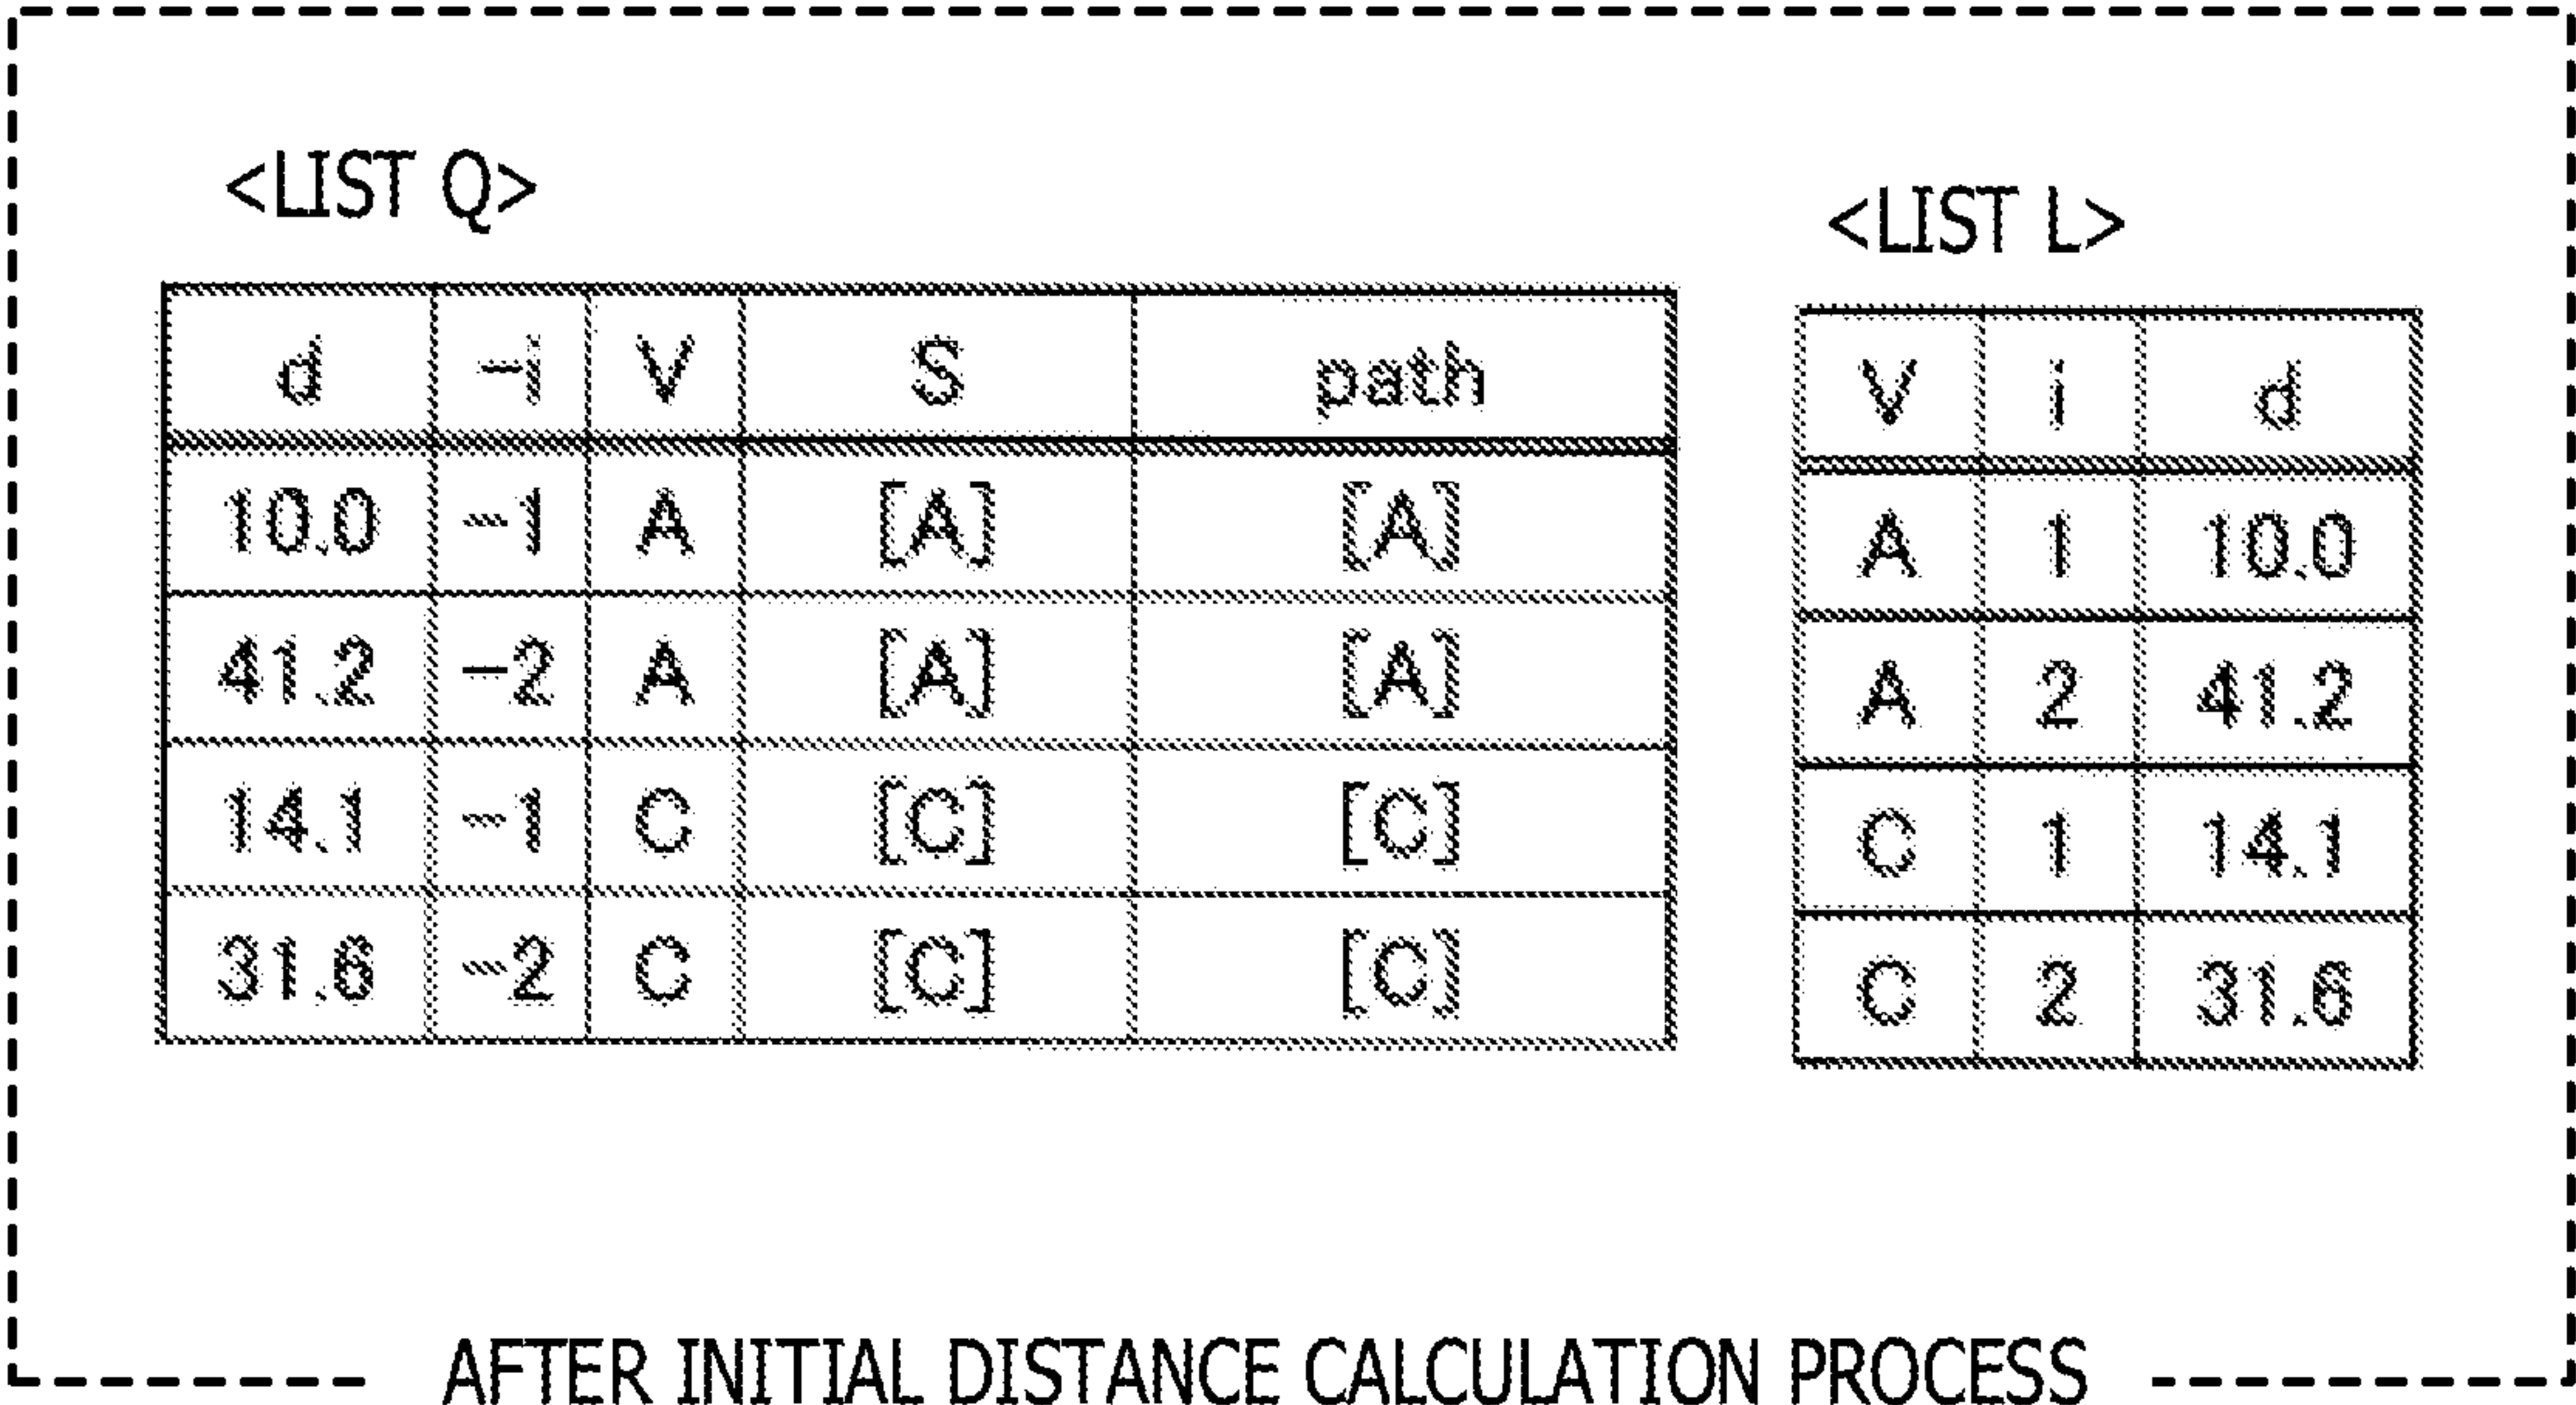 <LIST Q>
d -i V S path
10.0 -1 A [A] [A]
41.2 -2 A [A] [A]
14.1 -1 C [C] [C]
31.6 -2 C [C] [C]
<LIST L>
V i d
A 1 10.0
A 2 41.2
C 1 14.1
C 2 31.6
AFTER INITIAL DISTANCE CALCULATION PROCESS